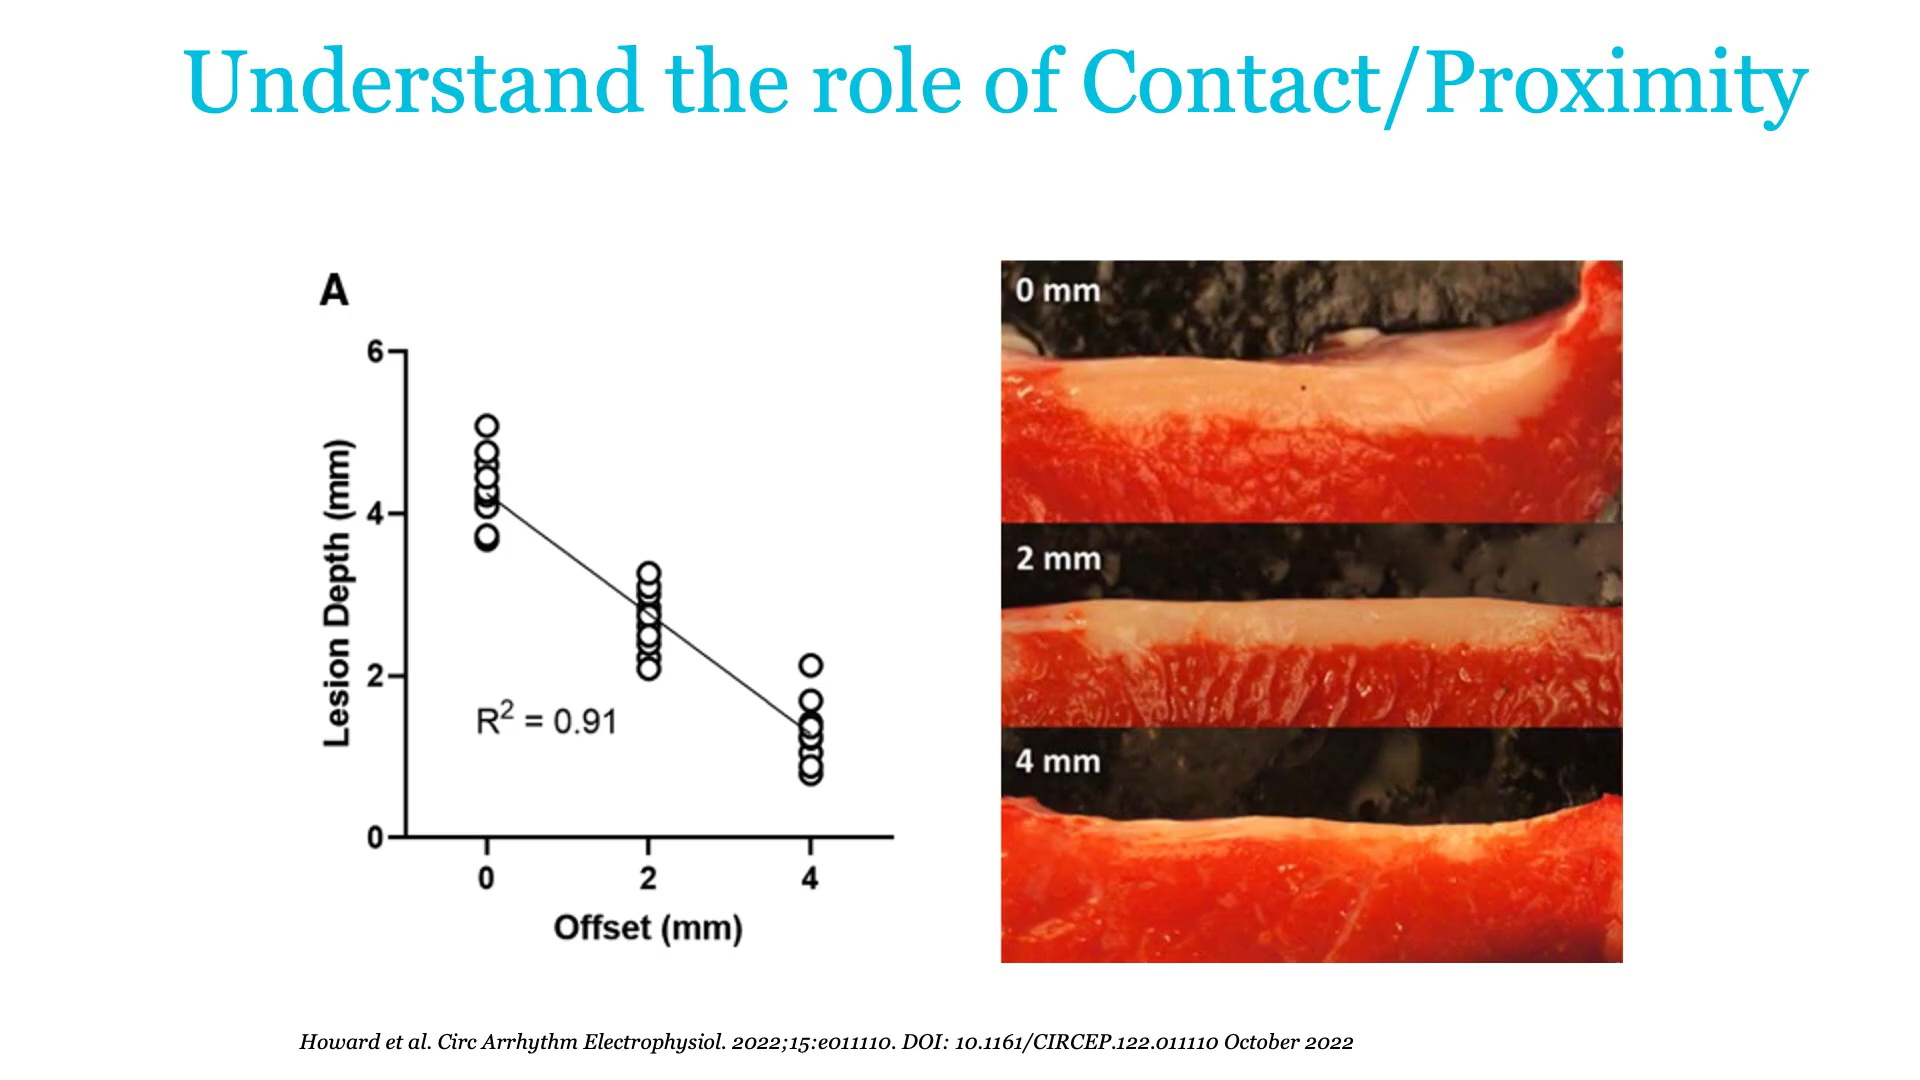 Understand the role of Contact/Proximity
A
6
4
2
0
Lesion Depth (mm)
R² = 0.91
0 2 4
Offset (mm)
0 mm
2 mm
4 mm
Howard et al. Circ Arrhythm Electrophysiol. 2022;15:e011110. DOI: 10.1161/CIRCEP.122.011110 October 2022